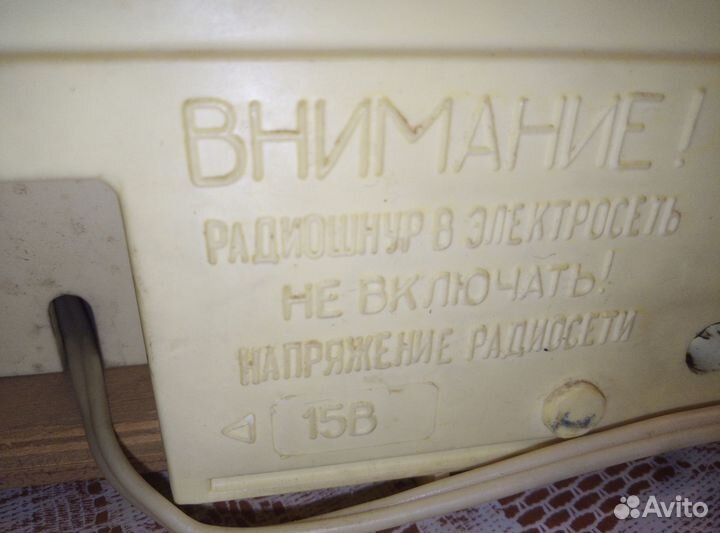 ВНИМАНИЕ!
РАДИОШНУР В ЭЛЕКТРОСЕТЬ
НЕ ВКЛЮЧАТЬ!
НАПРЯЖЕНИЕ РАДИОСЕТИ
15В
Avito